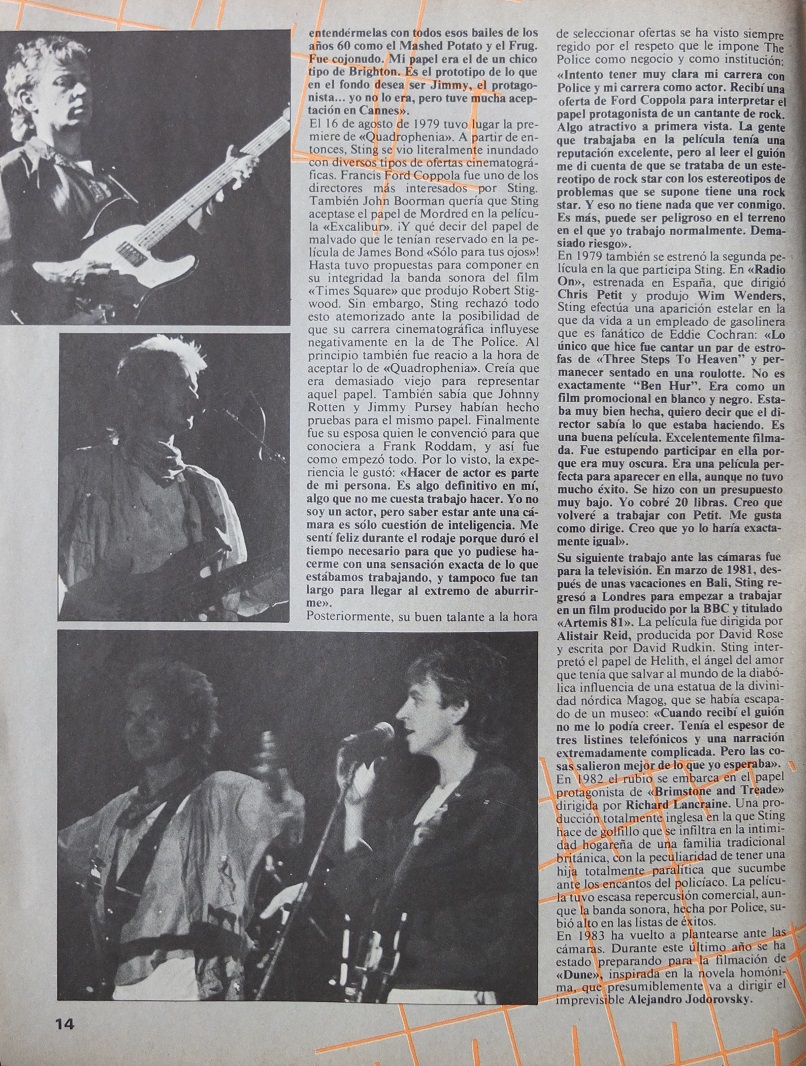 entendérmelas con todos esos bailes de los
años 60 como el Mashed Potato y el Frug.
Fue cojonudo. Mi papel era el de un chico
tipo de Brighton. Es el prototipo de lo que
en el fondo desea ser Jimmy, el protago-
nista... yo no lo era, pero tuve mucha acep-
tación en Cannes».
El 16 de agosto de 1979 tuvo lugar la pre-
miere de «Quadrophenia». A partir de en-
tonces, Sting se vio literalmente inundado
con diversos tipos de ofertas cinematográ-
ficas. Francis Ford Coppola fue uno de los
directores más interesados por Sting.
También John Boorman quería que Sting
aceptase el papel de Mordred en la pelícu-
la «Excalibur». ¡Y qué decir del papel de
malvado que le tenían reservado en la pe-
lícula de James Bond «Sólo para tus ojos»!
Hasta tuvo propuestas para componer en
su integridad la banda sonora del film
«Times Square» que produjo Robert Stig-
wood. Sin embargo, Sting rechazó todo
esto atemorizado ante la posibilidad de
que su carrera cinematográfica influyese
negativamente en la de The Police. Al
principio también fue reacio a la hora de
aceptar lo de «Quadrophenia». Creía que
era demasiado viejo para representar
aquel papel. También sabía que Johnny
Rotten y Jimmy Pursey habían hecho
pruebas para el mismo papel. Finalmente
fue su esposa quien le convenció para que
conociera a Frank Roddam, y así fue
como empezó todo. Por lo visto, la expe-
riencia le gustó: «Hacer de actor es parte
de mi persona. Es algo definitivo en mí,
algo que no me cuesta trabajo hacer. Yo no
soy un actor, pero saber estar ante una cá-
mara es sólo cuestión de inteligencia. Me
sentí feliz durante el rodaje porque duró el
tiempo necesario para que yo pudiese ha-
cerme con una sensación exacta de lo que
estábamos trabajando, y tampoco fue tan
largo para llegar al extremo de aburrir-
me».
Posteriormente, su buen talante a la hora
de seleccionar ofertas se ha visto siempre
regido por el respeto que le impone The
Police como negocio y como institución:
«Intento tener muy clara mi carrera con
Police y mi carrera como actor. Recibí una
oferta de Ford Coppola para interpretar el
papel protagonista de un cantante de rock.
Algo atractivo a primera vista. La gente
que trabajaba en la película tenía una
reputación excelente, pero al leer el guión
me di cuenta de que se trataba de un este-
reotipo de rock star con los estereotipos de
problemas que se supone tiene una rock
star. Y eso no tiene nada que ver conmigo.
Es más, puede ser peligroso en el terreno
en el que yo trabajo normalmente. Dema-
siado riesgo».
En 1979 también se estrenó la segunda pe-
lícula en la que participa Sting. En «Radio
On», estrenada en España, que dirigió
Chris Petit y produjo Wim Wenders,
Sting efectúa una aparición estelar en la
que da vida a un empleado de gasolinera
que es fanático de Eddie Cochran: «Lo
único que hice fue cantar un par de estro-
fas de «Three Steps To Heaven” y per-
manecer sentado en una roulotte. No es
exactamente “Ben Hur”. Era como un
film promocional en blanco y negro. Esta-
ba muy bien hecha, quiero decir que el di-
rector sabía lo que estaba haciendo. Es
una buena película. Excelentemente filma-
da. Fue estupendo participar en ella por-
que era muy oscura. Era una película per-
fecta para aparecer en ella, aunque no tuvo
mucho éxito. Se hizo con un presupuesto
muy bajo. Yo cobré 20 libras. Creo que
volveré a trabajar con Petit. Me gusta
como dirige. Creo que yo lo haría exacta-
mente igual».
Su siguiente trabajo ante las cámaras fue
para la televisión. En marzo de 1981, des-
pués de unas vacaciones en Bali, Sting re-
gresó a Londres para empezar a trabajar
en un film producido por la BBC y titulado
«Artemis 81». La película fue dirigida por
Alistair Reid, producida por David Rose
y escrita por David Rudkin. Sting inter-
pretó el papel de Helith, el ángel del amor
que tenía que salvar al mundo de la diabó-
lica influencia de una estatua de la divini-
dad nórdica Magog, que se había escapa-
do de un museo: «Cuando recibí el guión
no me lo podía creer. Tenía el espesor de
tres listines telefónicos y una narración
extremadamente complicada. Pero las co-
sas salieron mejor de lo que yo esperaba».
En 1982 el rubio se embarca en el papel
protagonista de «Brimstone and Treade»
dirigida por Richard Lancraine. Una pro-
ducción totalmente inglesa en la que Sting
hace de golfillo que se infiltra en la intimi-
dad hogareña de una familia tradicional
británica, con la peculiaridad de tener una
hija totalmente paralítica que sucumbe
ante los encantos del policíaco. La pelícu-
la tuvo escasa repercusión comercial, aun-
que la banda sonora, hecha por Police, su-
bió alto en las listas de éxitos.
En 1983 ha vuelto a plantearse ante las
cámaras. Durante este último año se ha
estado preparando para la filmación de
«Dune», inspirada en la novela homóni-
ma, que presumiblemente va a dirigir el
imprevisible Alejandro Jodorovsky.
14